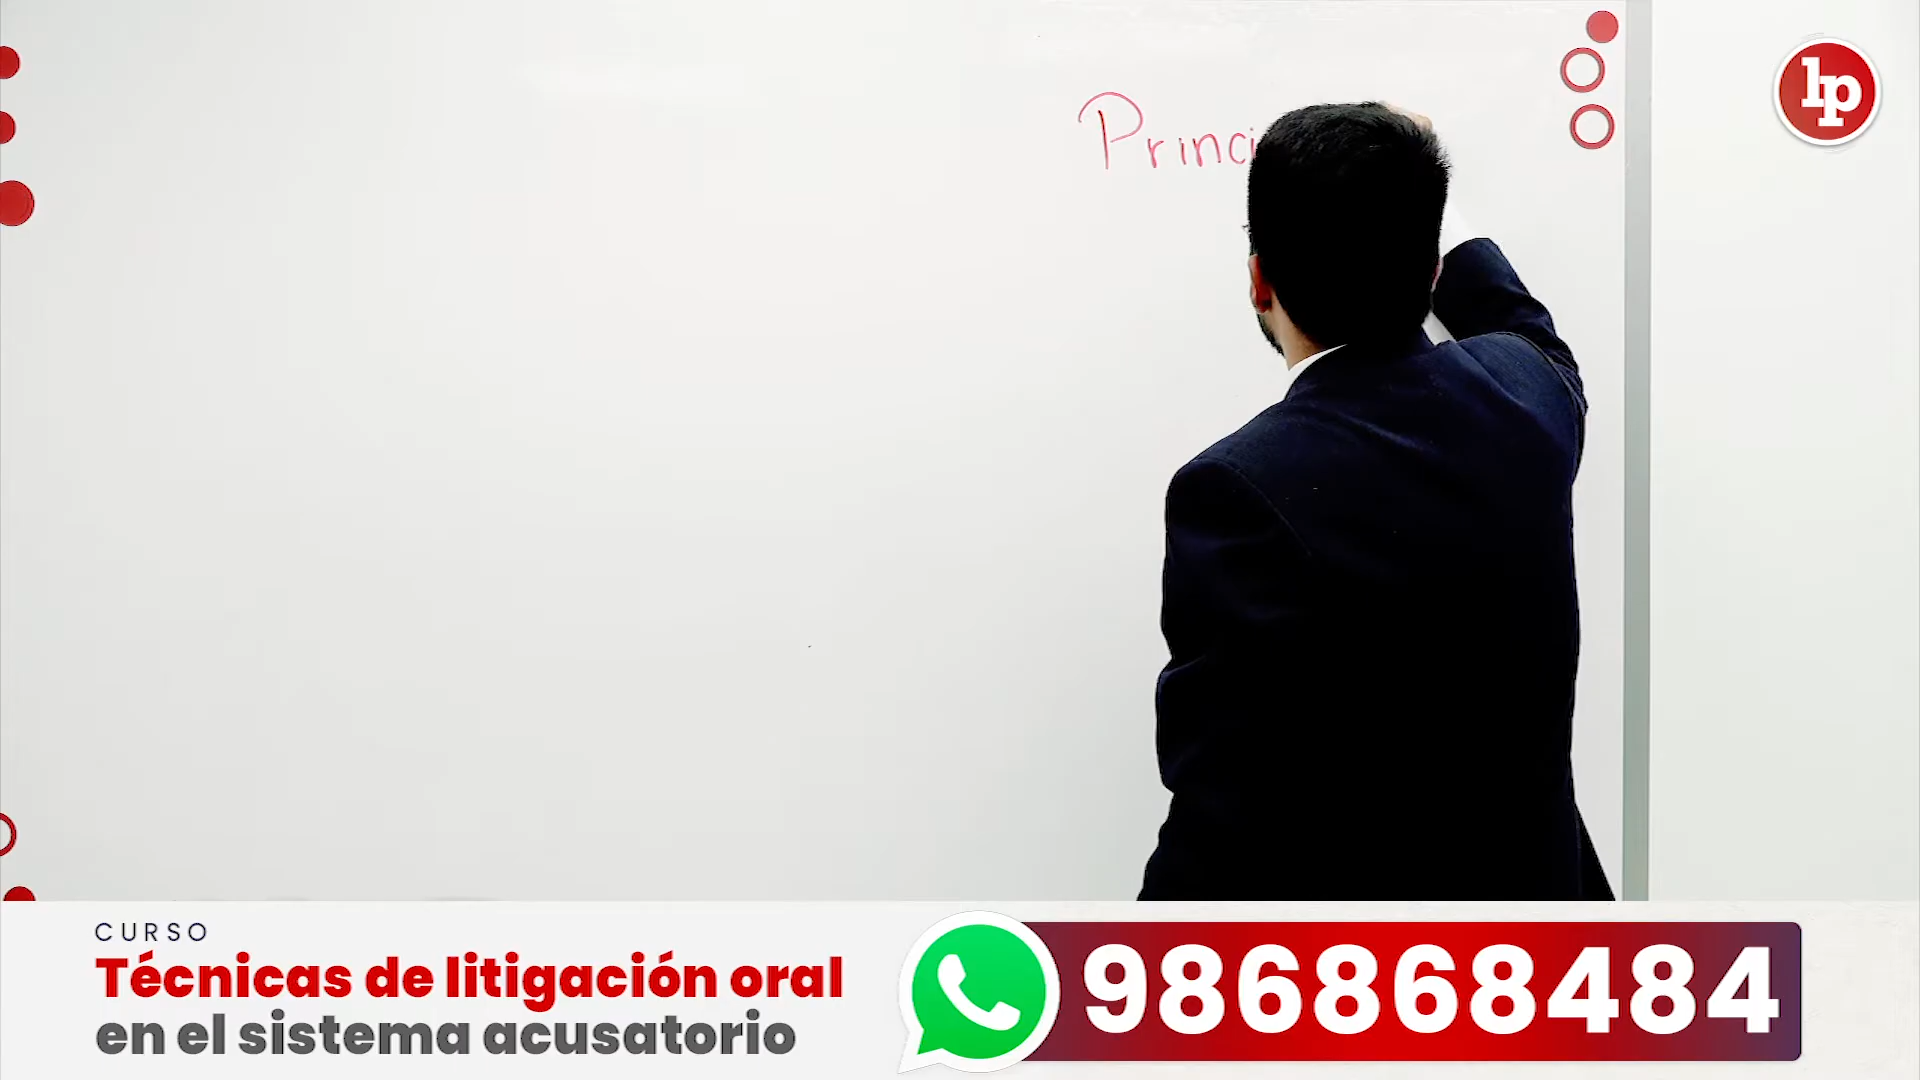 Princi
lp
CURSO
Técnicas de litigación oral
en el sistema acusatorio
986868484